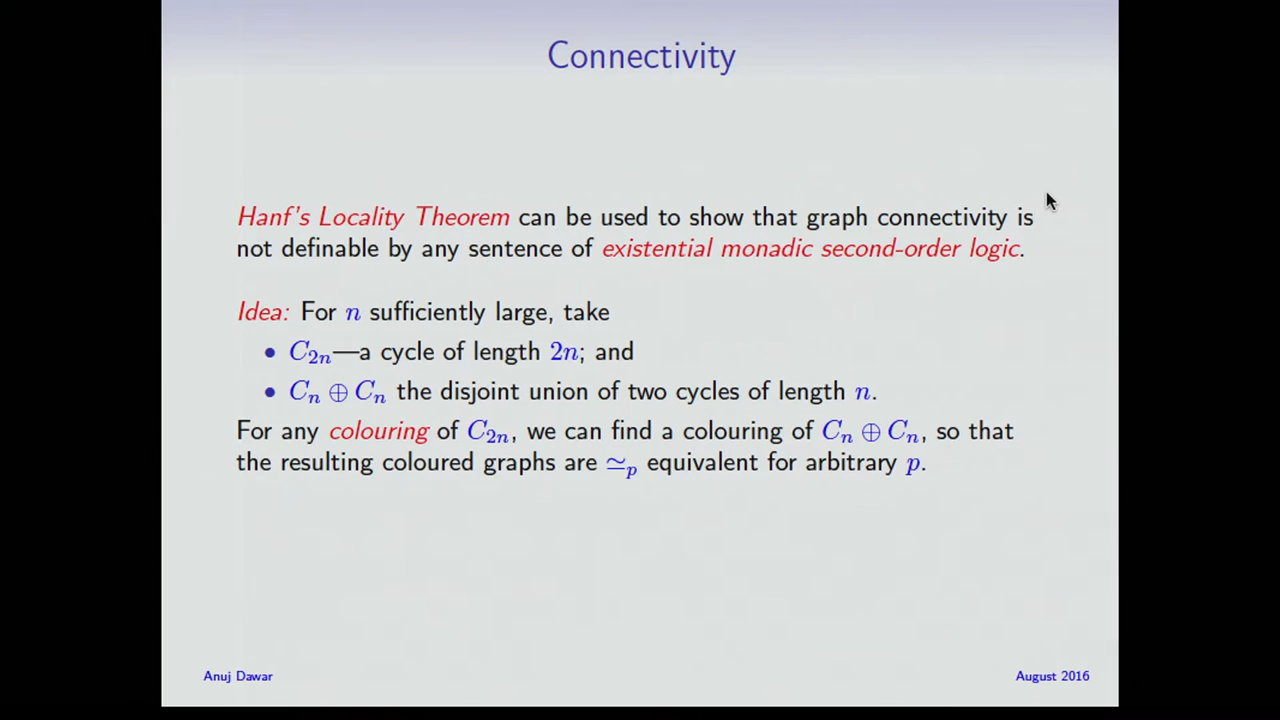 Connectivity
Hanf's Locality Theorem can be used to show that graph connectivity is
not definable by any sentence of existential monadic second-order logic.
Idea: For n sufficiently large, take
• C₂ₙ—a cycle of length 2n; and
• Cₙ ⊕ Cₙ the disjoint union of two cycles of length n.
For any colouring of C₂ₙ, we can find a colouring of Cₙ ⊕ Cₙ, so that
the resulting coloured graphs are ≃ₚ equivalent for arbitrary p.
Anuj Dawar
August 2016